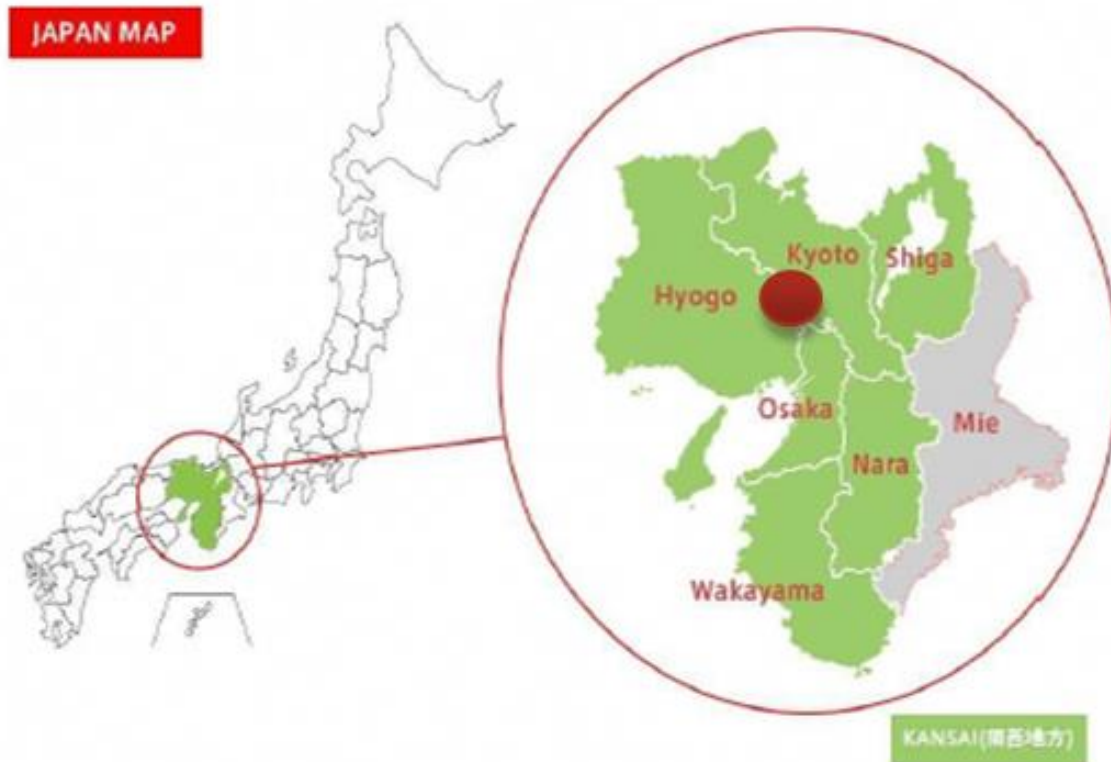 JAPAN MAP
Kyoto
Shiga
Hyogo
Osaka
Mie
Nara
Wakayama
KANSAI(関西地方)